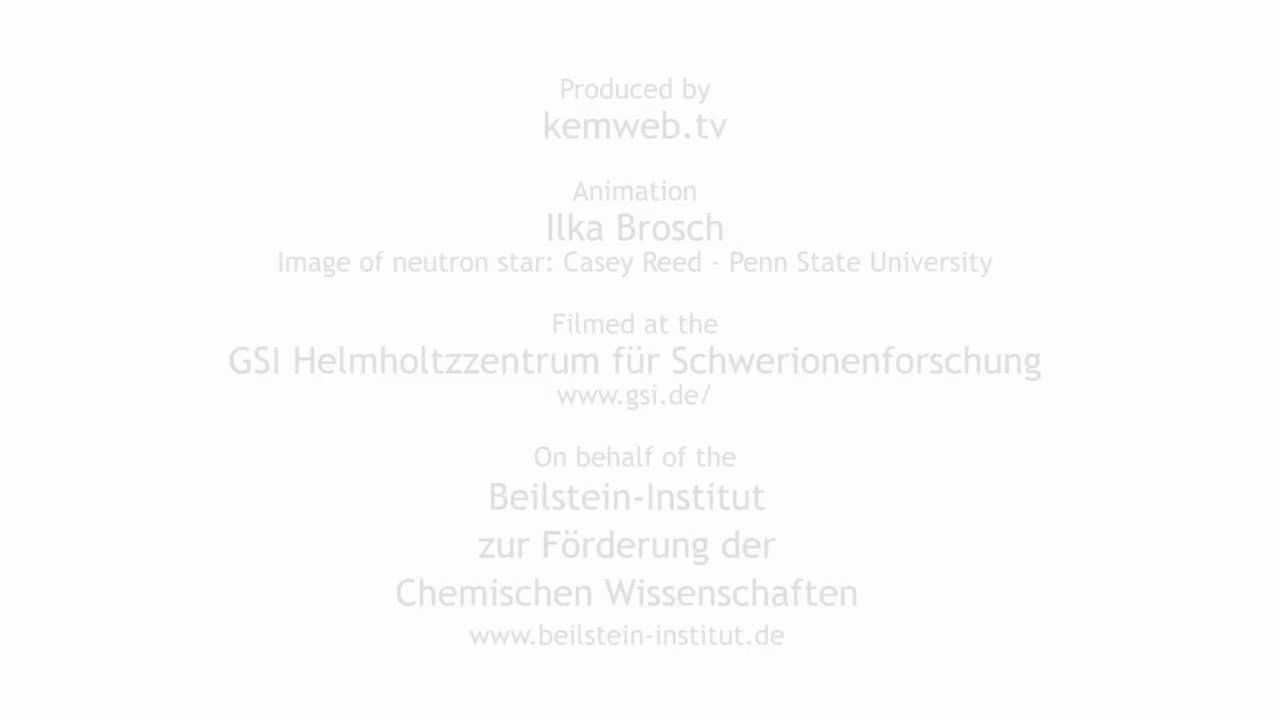 Produced by
kemweb.tv
Animation
Ilka Brosch
Image of neutron star: Casey Reed - Penn State University
Filmed at the
GSI Helmholtzzentrum für Schwerionenforschung
www.gsi.de/
On behalf of the
Beilstein-Institut
zur Förderung der
Chemischen Wissenschaften
www.beilstein-institut.de